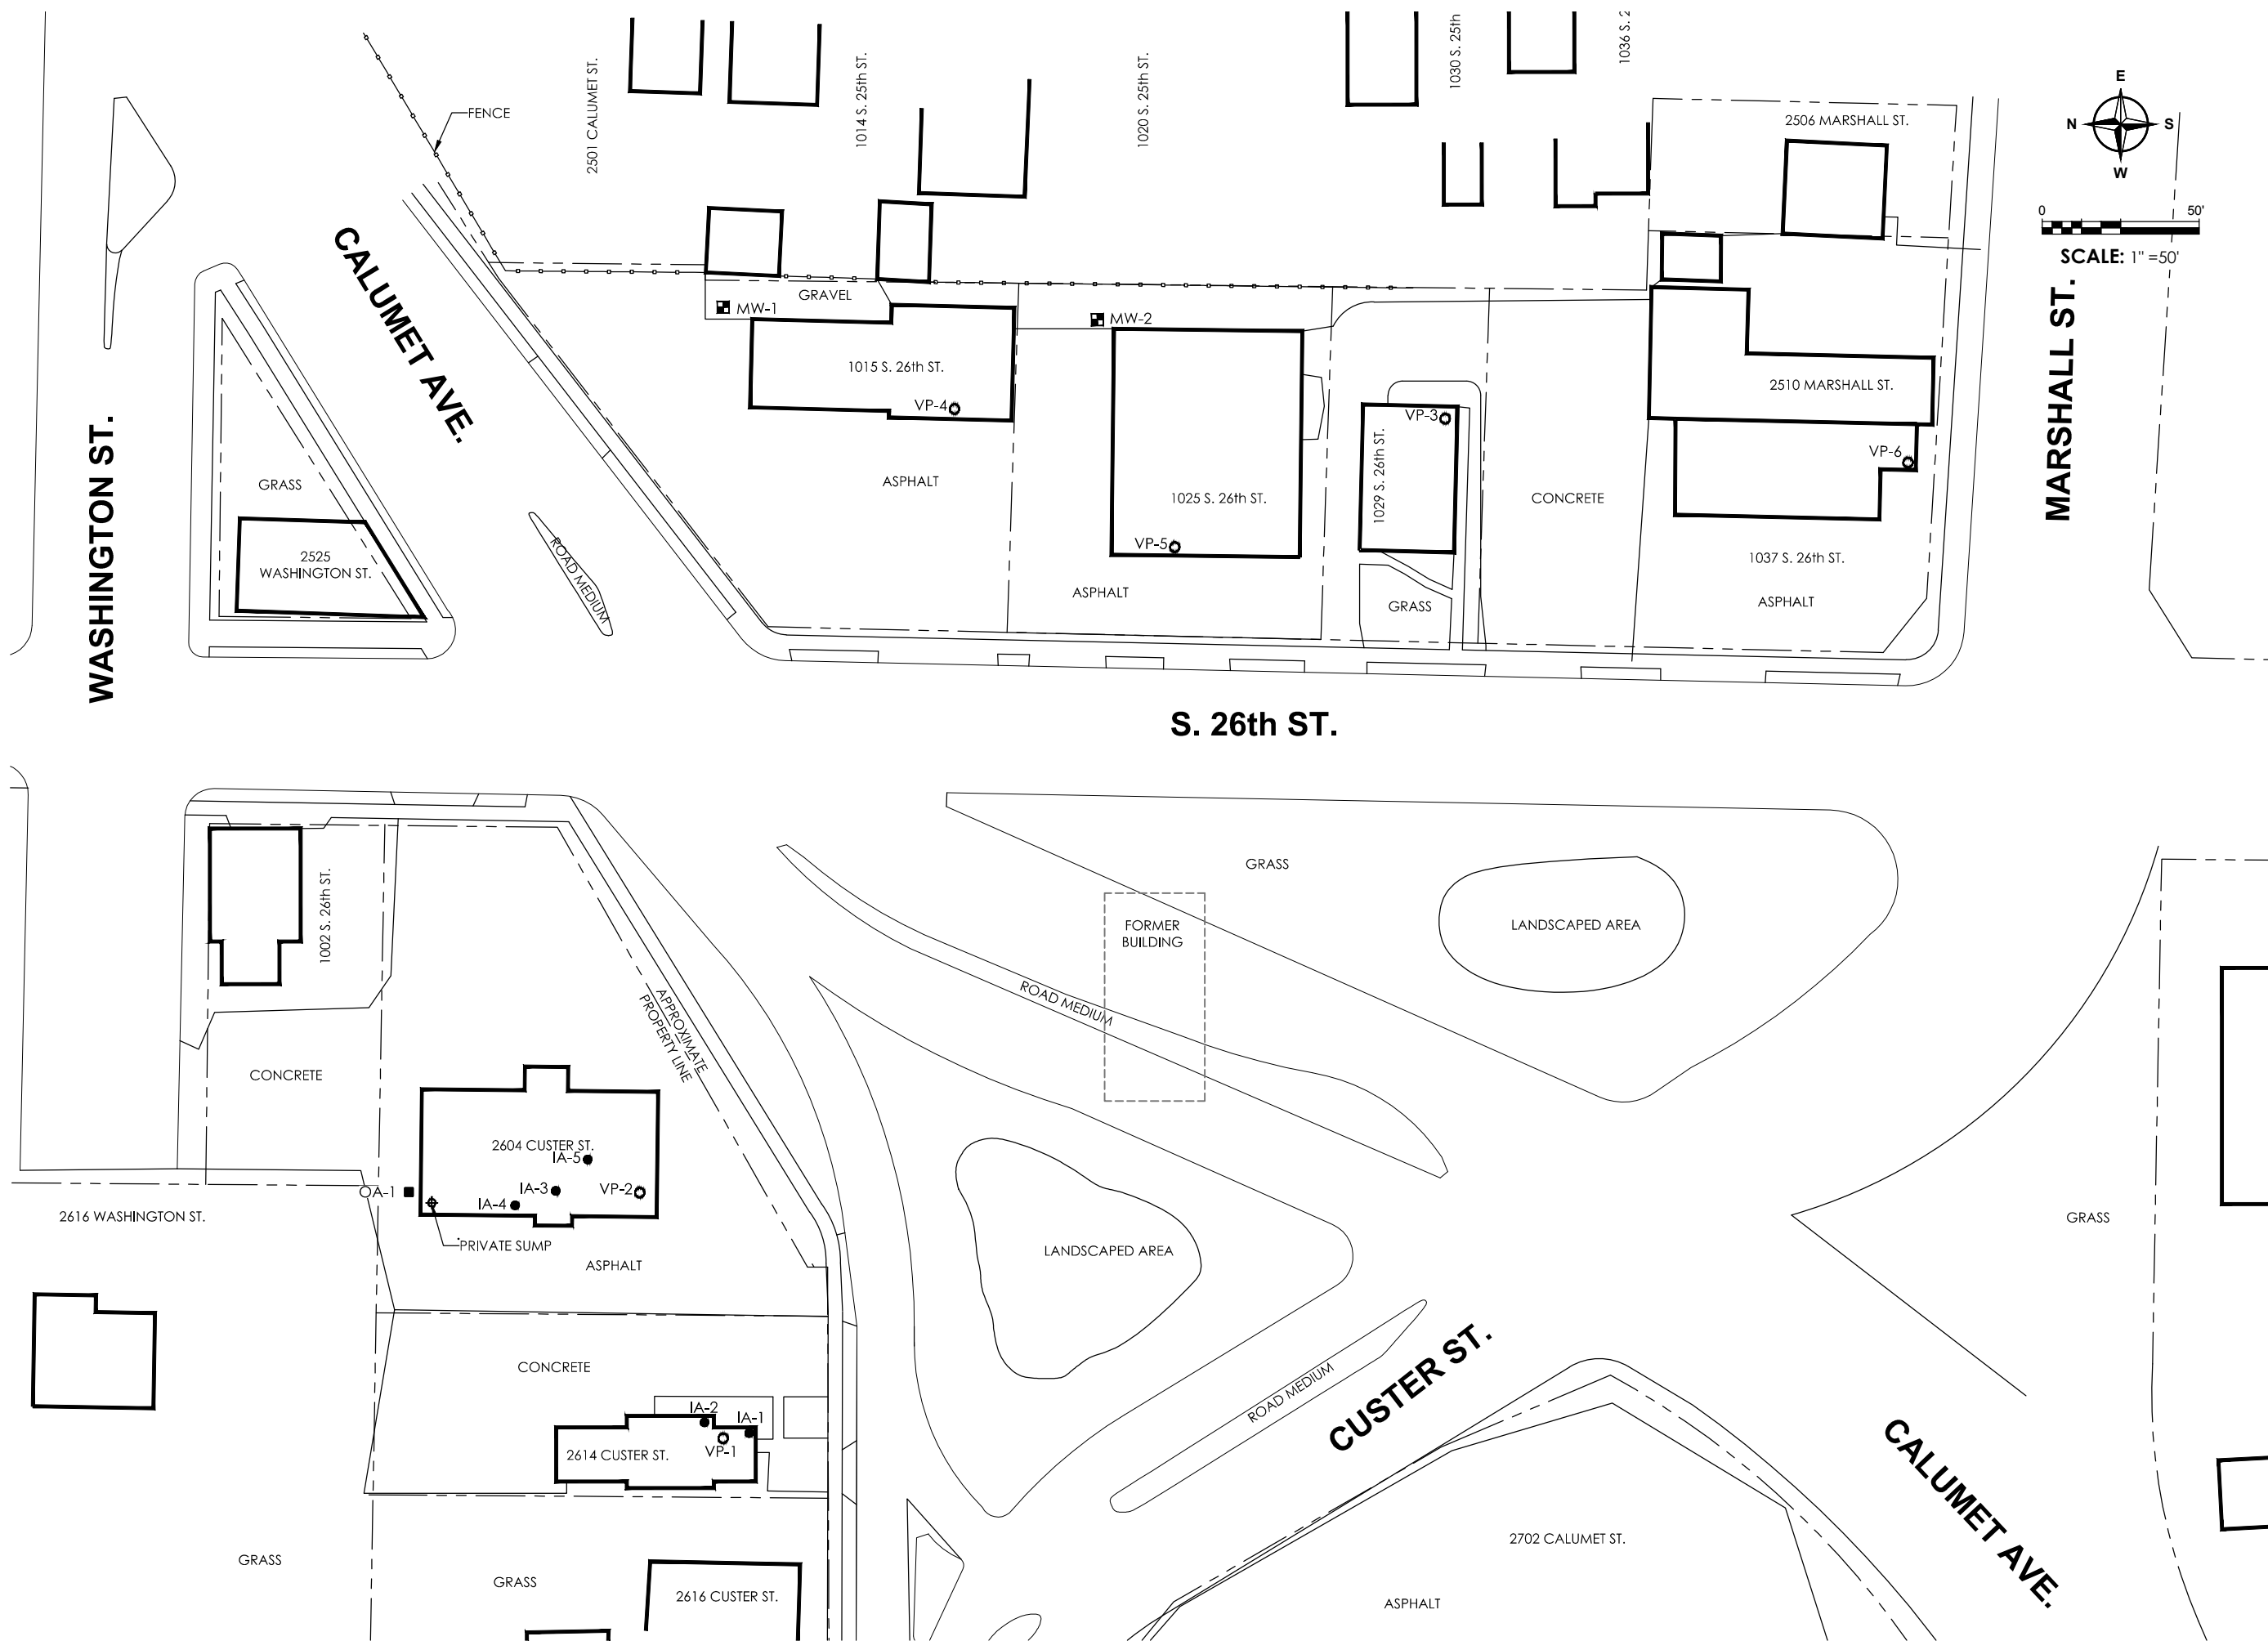 2501 CALUMET ST.
1014 S. 25th ST.
1020 S. 25th ST.
1030 S. 25th
1036 S. 2
FENCE
2506 MARSHALL ST.
E
N
S
W
0
50'
SCALE: 1" =50'
CALUMET AVE.
WASHINGTON ST.
MARSHALL ST.
GRAVEL
MW-1
MW-2
1015 S. 26th ST.
VP-4
2510 MARSHALL ST.
VP-3
1029 S. 26th ST.
VP-6
GRASS
ASPHALT
1025 S. 26th ST.
CONCRETE
VP-5
2525
WASHINGTON ST.
ROAD MEDIUM
ASPHALT
GRASS
1037 S. 26th ST.
ASPHALT
S. 26th ST.
1002 S. 26th ST.
GRASS
FORMER
BUILDING
LANDSCAPED AREA
ROAD MEDIUM
APPROXIMATE
PROPERTY LINE
CONCRETE
2604 CUSTER ST.
IA-5
IA-3
VP-2
OA-1
IA-4
2616 WASHINGTON ST.
PRIVATE SUMP
ASPHALT
LANDSCAPED AREA
GRASS
CONCRETE
ROAD MEDIUM
CUSTER ST.
IA-2
IA-1
VP-1
2614 CUSTER ST.
CALUMET AVE.
GRASS
GRASS
2616 CUSTER ST.
2702 CALUMET ST.
ASPHALT